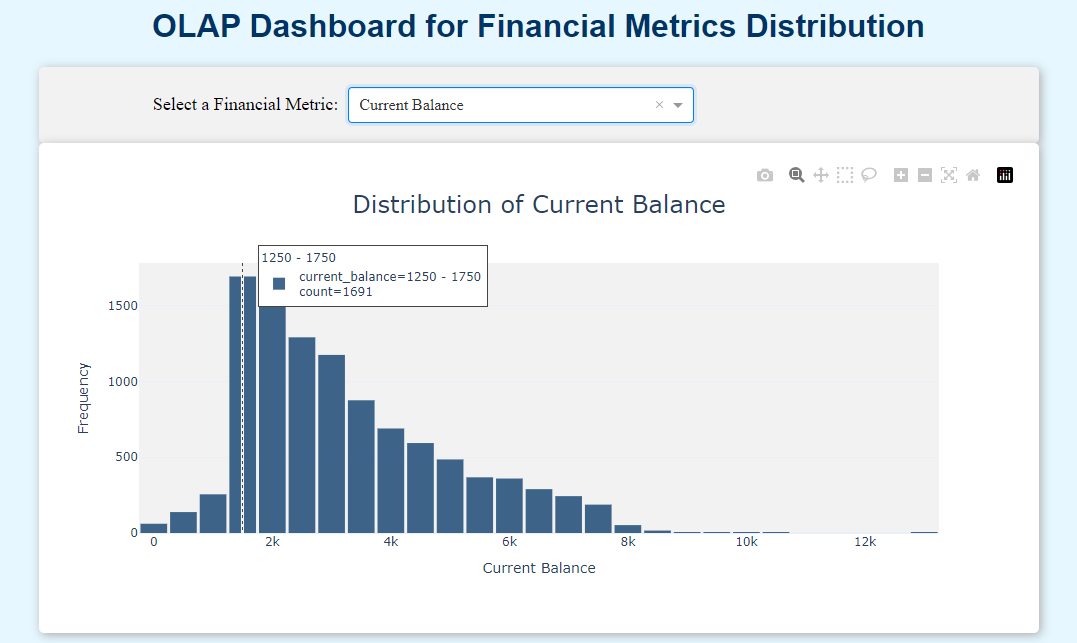 OLAP Dashboard for Financial Metrics Distribution
Select a Financial Metric:
Current Balance × 
Distribution of Current Balance
1250 - 1750
current_balance=1250 - 1750
count=1691
1500
1000
500
0
Frequency
0 2k 4k 6k 8k 10k 12k
Current Balance